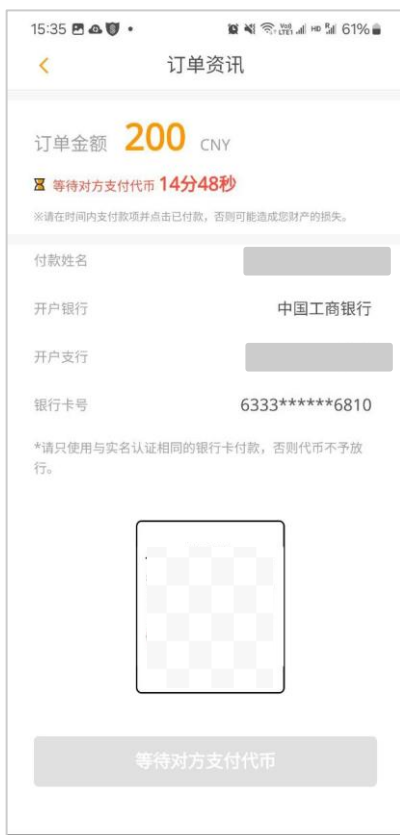 15:35
Vo) LTE1 HD 61%
订单资讯
订单金额 200 CNY
等待对方支付代币 14分48秒
※请在时间内支付款项并点击已付款，否则可能造成您财产的损失。
付款姓名
开户银行 中国工商银行
开户支行
银行卡号 6333******6810
*请只使用与实名认证相同的银行卡付款，否则代币不予放
行。
等待对方支付代币